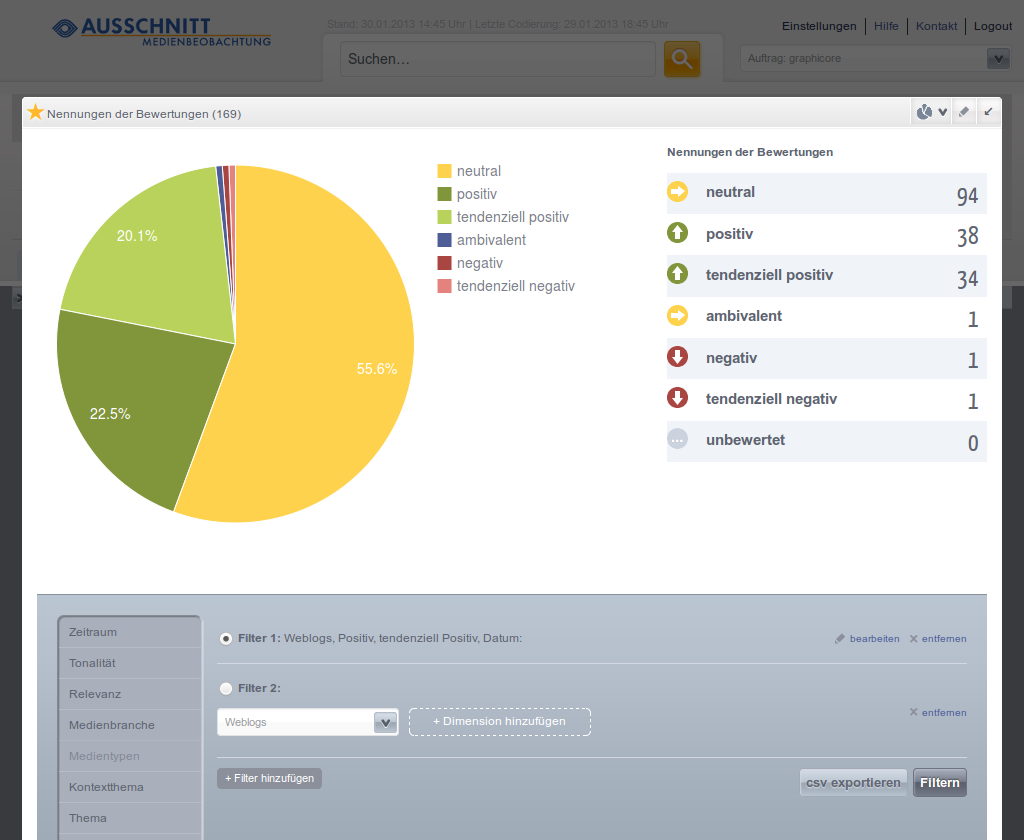 AUSSCHNITT
MEDIENBEOBACHTUNG
Stand: 30.01.2013 14:45 Uhr | Letzte Codierung: 29.01.2013 18:45 Uhr
Einstellungen Hilfe Kontakt Logout
Suchen...
Auftrag: graphicore
Nennungen der Bewertungen (169)
neutral
positiv
tendenziell positiv
ambivalent
negativ
tendenziell negativ
20.1%
55.6%
22.5%
Nennungen der Bewertungen
neutral 94
positiv 38
tendenziell positiv 34
ambivalent 1
negativ 1
tendenziell negativ 1
unbewertet 0
Zeitraum
Tonalität
Relevanz
Medienbranche
Medientypen
Kontextthema
Thema
Filter 1: Weblogs, Positiv, tendenziell Positiv, Datum:
bearbeiten entfernen
Filter 2:
Weblogs
+ Dimension hinzufügen
entfernen
+ Filter hinzufügen
csv exportieren
Filtern